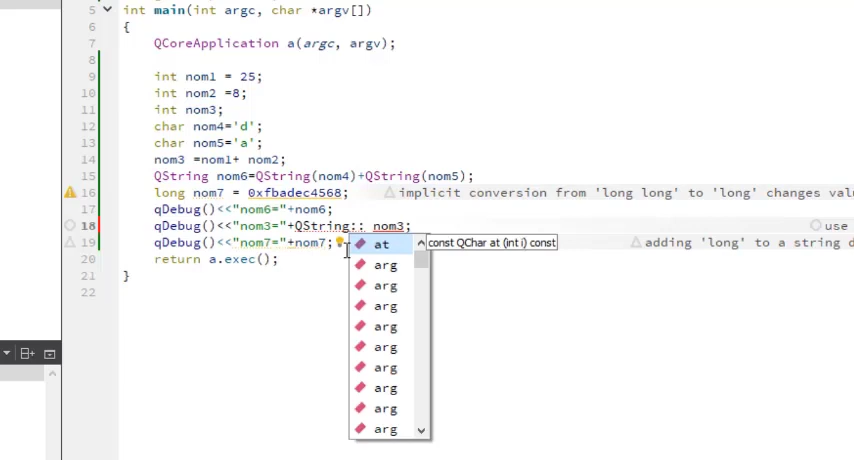 5 int main(int argc, char *argv[])
6 {
7 QCoreApplication a(argc, argv);
8
9 int nom1 = 25;
10 int nom2 =8;
11 int nom3;
12 char nom4='d';
13 char nom5='a';
14 nom3 =nom1+ nom2;
15 QString nom6=QString(nom4)+QString(nom5);
16 long nom7 = 0xfbadec4568; implicit conversion from 'long long' to 'long' changes valu
17 qDebug()<<"nom6="+nom6;
18 qDebug()<<"nom3="+QString:: nom3; use
19 qDebug()<<"nom7="+nom7; adding 'long' to a string d
at const QChar at (int i) const
20 return a.exec();
arg
21 }
arg
22
arg
arg
arg
arg
arg
arg
arg